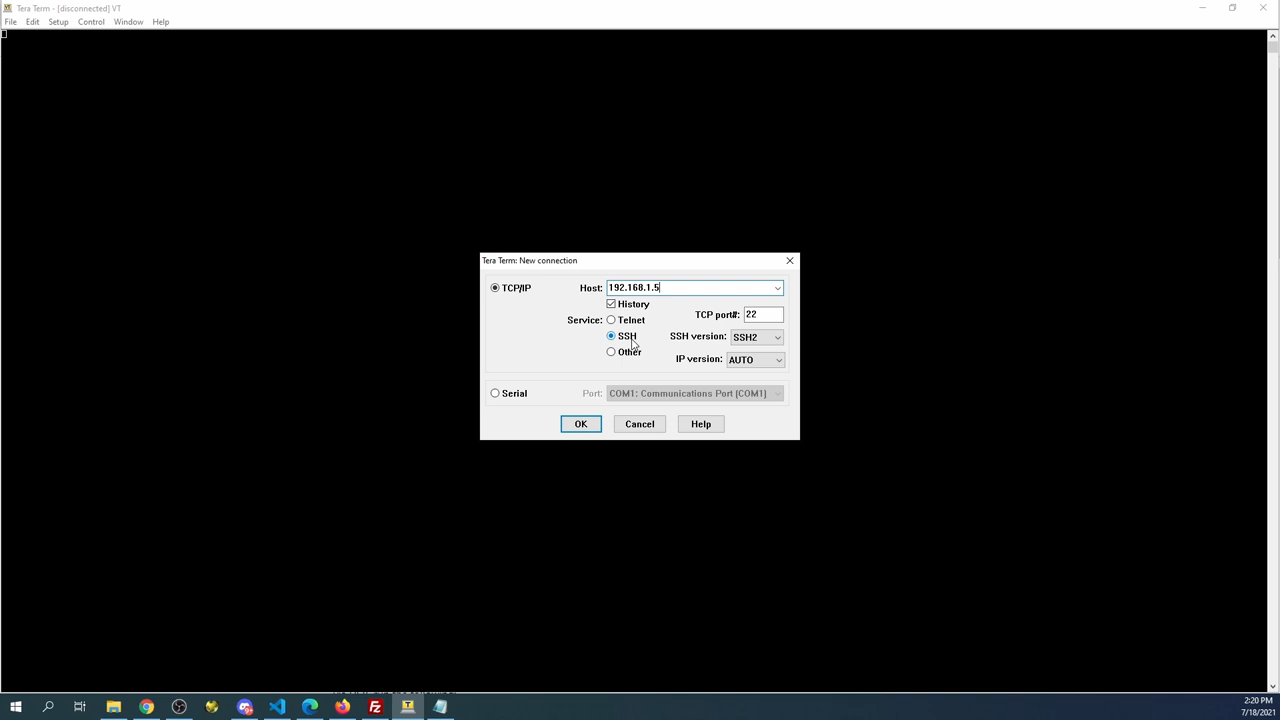 Tera Term - [disconnected] VT
File Edit Setup Control Window Help
Tera Term: New connection
TCP/IP Host: 192.168.1.5
History
Service: Telnet TCP port#: 22
SSH SSH version: SSH2
Other IP version: AUTO
Serial Port: COM1: Communications Port (COM1)
OK Cancel Help
2:20 PM
7/18/2021